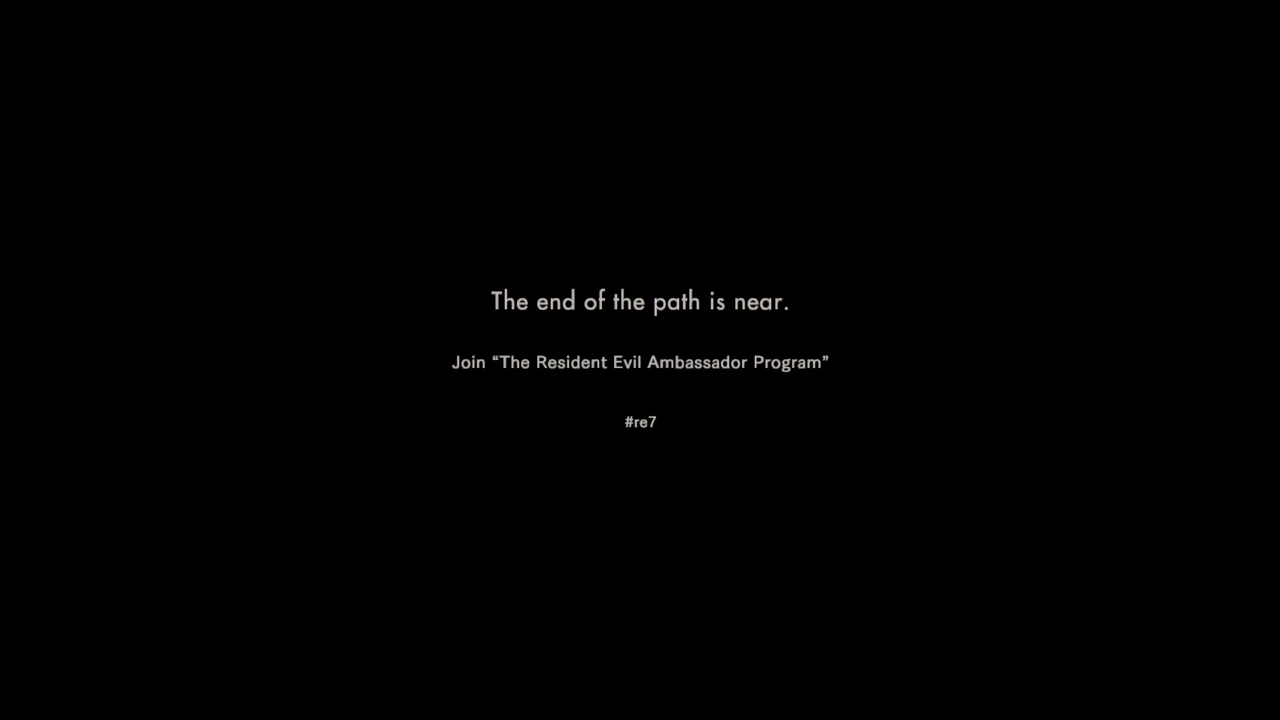 The end of the path is near.
Join “The Resident Evil Ambassador Program”
#re7